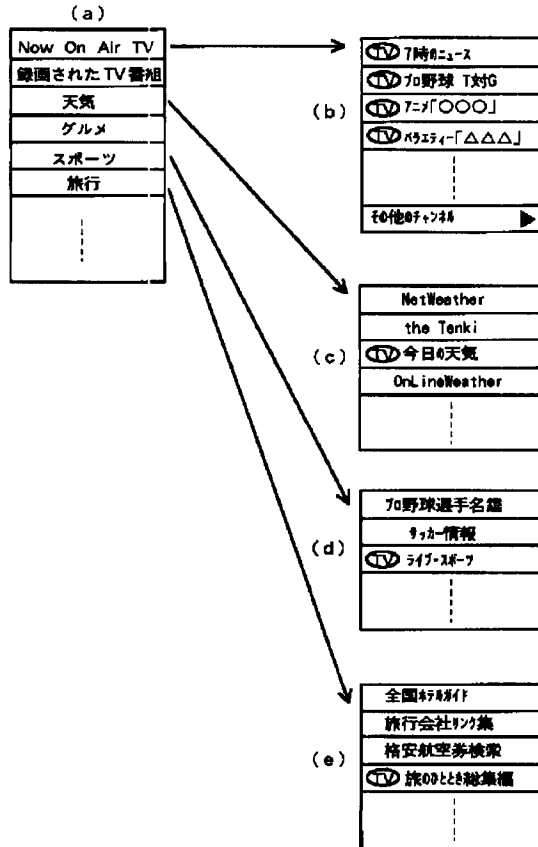 (a)
Now On Air TV
録画されたTV番組
天気
グルメ
スポーツ
旅行
(b)
TV 7時のニュース
TV プロ野球 T対G
TV アニメ「〇〇〇」
TV バラエティー「△△△」
その他のチャンネル ▶
(c)
NetWeather
the Tenki
TV 今日の天気
OnLineWeather
(d)
プロ野球選手名鑑
サッカー情報
TV ライブ・スポーツ
(e)
全国ホテルガイド
旅行会社リンク集
格安航空券検索
TV 旅のひととき総集編